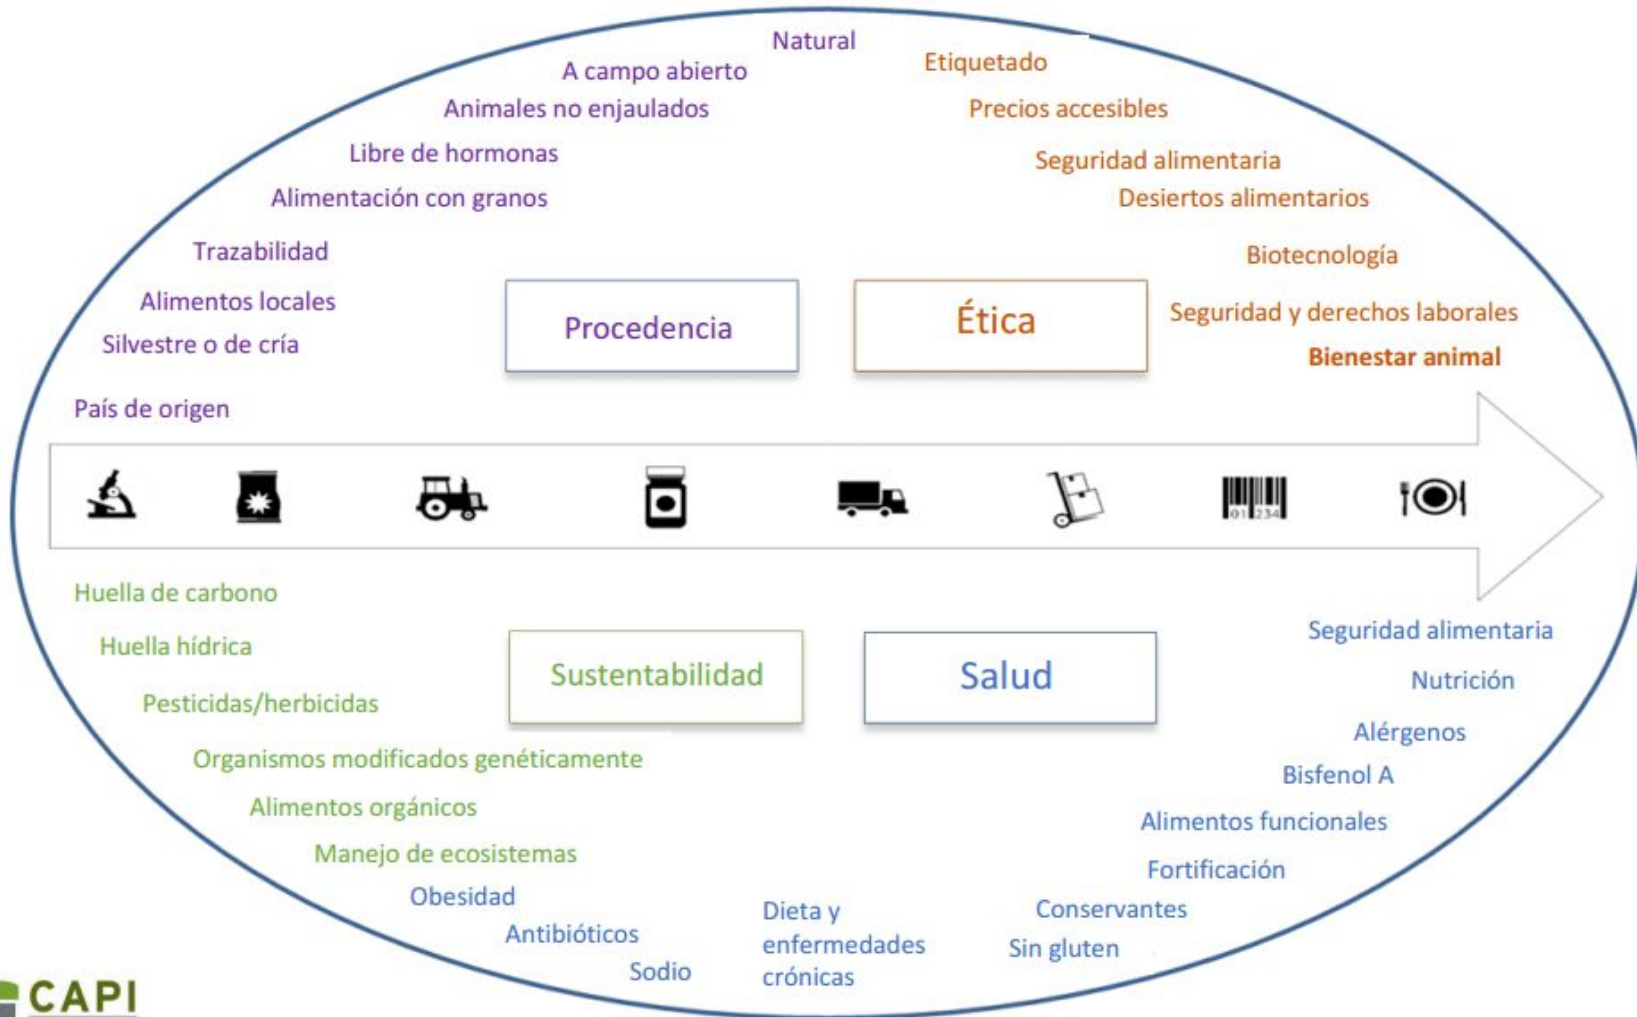 Natural
A campo abierto
Animales no enjaulados
Libre de hormonas
Alimentación con granos
Trazabilidad
Alimentos locales
Silvestre o de cría
País de origen
Procedencia
Etiquetado
Precios accesibles
Seguridad alimentaria
Desiertos alimentarios
Biotecnología
Seguridad y derechos laborales
Bienestar animal
Ética
01 234
Huella de carbono
Huella hídrica
Pesticidas/herbicidas
Organismos modificados genéticamente
Alimentos orgánicos
Manejo de ecosistemas
Sustentabilidad
Salud
Seguridad alimentaria
Nutrición
Alérgenos
Bisfenol A
Alimentos funcionales
Fortificación
Conservantes
Sin gluten
Dieta y
enfermedades
crónicas
Obesidad
Antibióticos
Sodio
CAPI